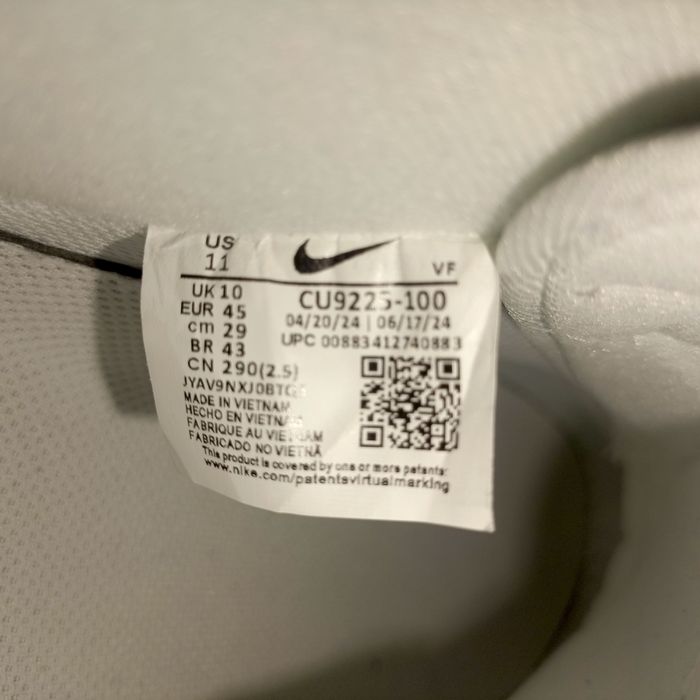 US
11
VF
UK 10
EUR 45
cm 29
BR 43
CN 290(2.5)
CU9225-100
04/20/24 | 06/17/24
UPC 00883412740883
MADE IN VIETNAM
HECHO EN VIETNAM
FABRIQUE AU VIETNAM
FABRICADO NO VIETNÃ
This product is covered by one or more patents:
www.nike.com/patentsvirtualmarking